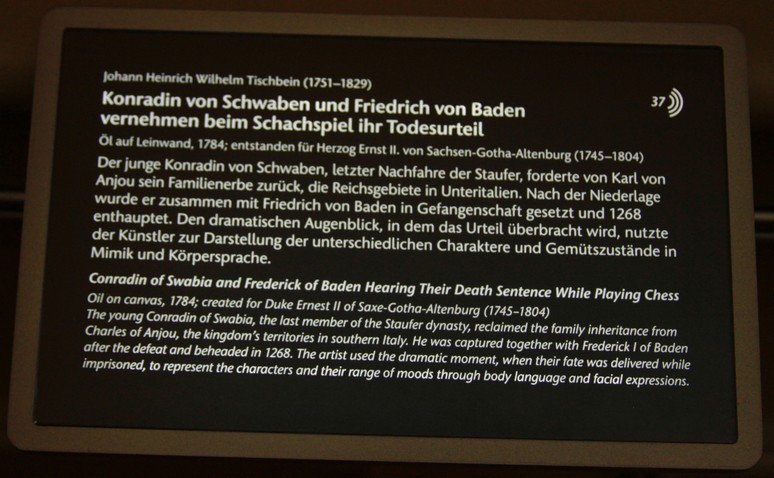 Johann Heinrich Wilhelm Tischbein (1751–1829)
Konradin von Schwaben und Friedrich von Baden
vernehmen beim Schachspiel ihr Todesurteil
37
Öl auf Leinwand, 1784; entstanden für Herzog Ernst II. von Sachsen-Gotha-Altenburg (1745–1804)
Der junge Konradin von Schwaben, letzter Nachfahre der Staufer, forderte von Karl von
Anjou sein Familienerbe zurück, die Reichsgebiete in Unteritalien. Nach der Niederlage
wurde er zusammen mit Friedrich von Baden in Gefangenschaft gesetzt und 1268
enthauptet. Den dramatischen Augenblick, in dem das Urteil überbracht wird, nutzte
der Künstler zur Darstellung der unterschiedlichen Charaktere und Gemütszustände in
Mimik und Körpersprache.
Conradin of Swabia and Frederick of Baden Hearing Their Death Sentence While Playing Chess
Oil on canvas, 1784; created for Duke Ernest II of Saxe-Gotha-Altenburg (1745–1804)
The young Conradin of Swabia, the last member of the Staufer dynasty, reclaimed the family inheritance from
Charles of Anjou, the kingdom's territories in southern Italy. He was captured together with Frederick I of Baden
after the defeat and beheaded in 1268. The artist used the dramatic moment, when their fate was delivered while
imprisoned, to represent the characters and their range of moods through body language and facial expressions.